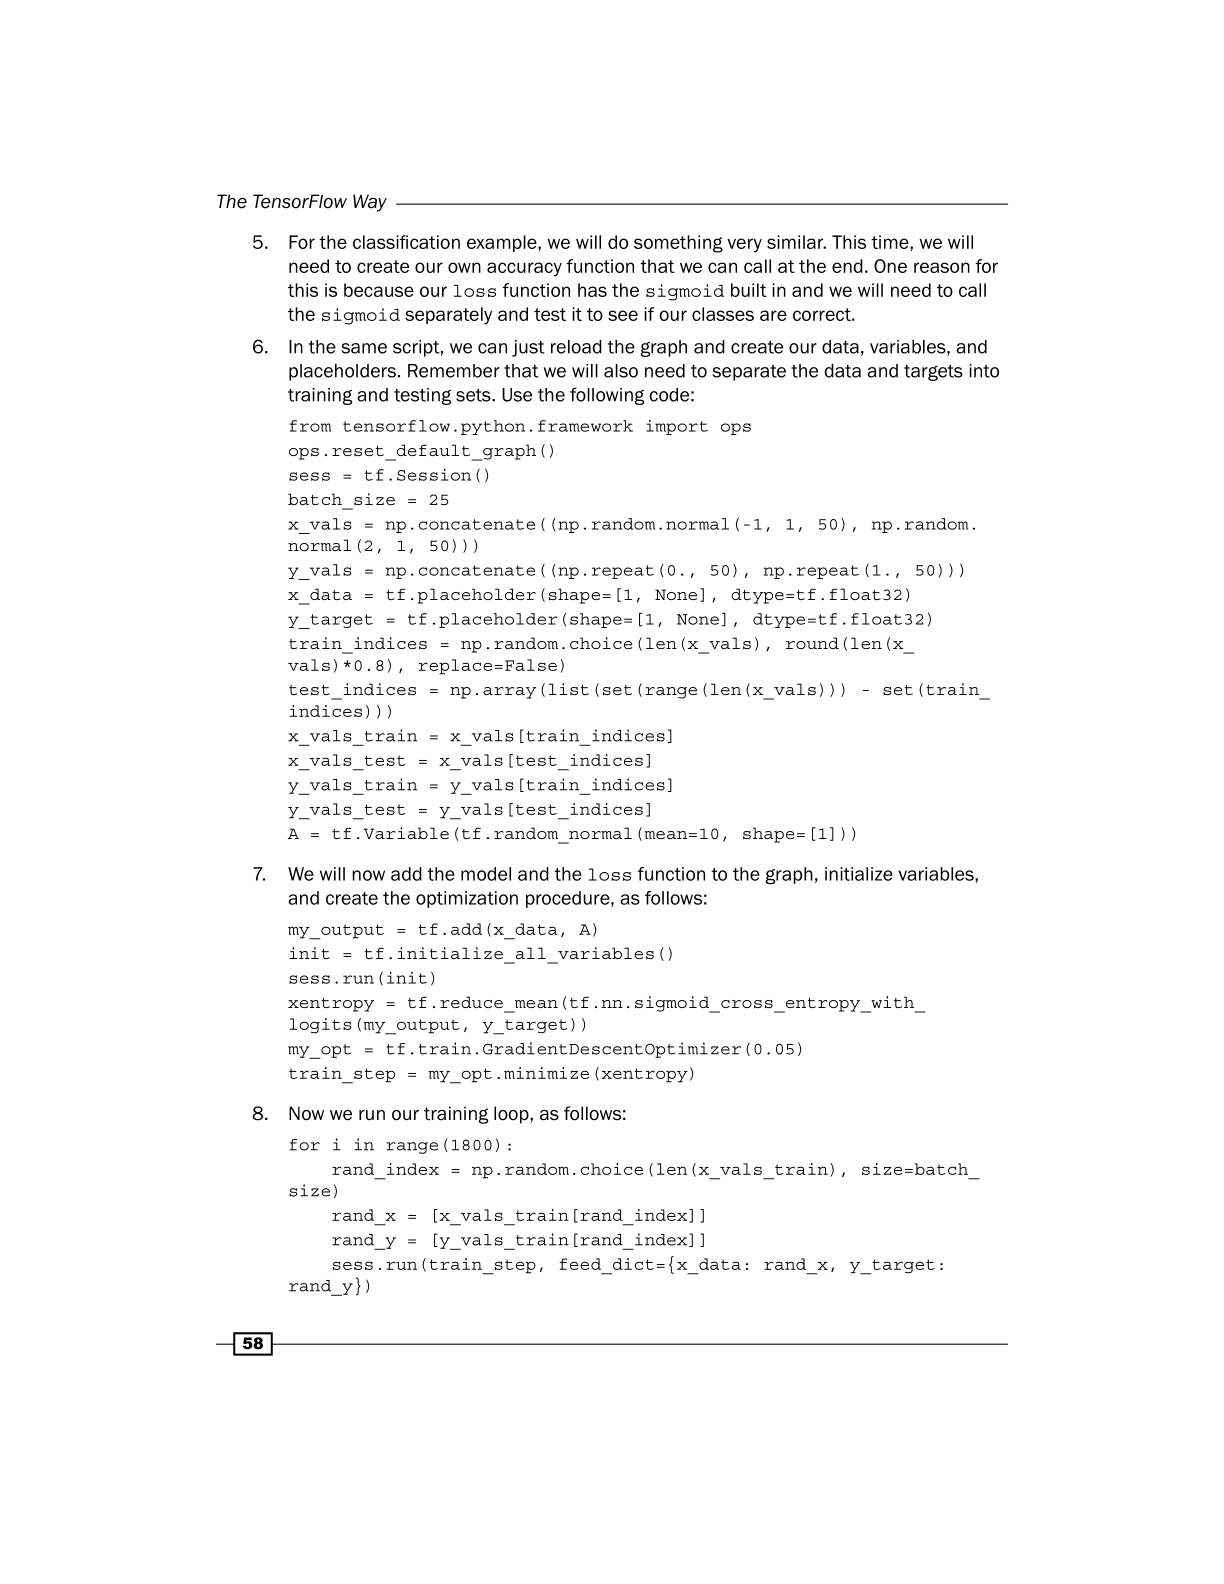 The TensorFlow Way
5. For the classification example, we will do something very similar. This time, we will
need to create our own accuracy function that we can call at the end. One reason for
this is because our loss function has the sigmoid built in and we will need to call
the sigmoid separately and test it to see if our classes are correct.
6. In the same script, we can just reload the graph and create our data, variables, and
placeholders. Remember that we will also need to separate the data and targets into
training and testing sets. Use the following code:
from tensorflow.python.framework import ops
ops.reset_default_graph()
sess = tf.Session()
batch_size = 25
x_vals = np.concatenate((np.random.normal(-1, 1, 50), np.random.
normal(2, 1, 50)))
y_vals = np.concatenate((np.repeat(0., 50), np.repeat(1., 50)))
x_data = tf.placeholder(shape=[1, None], dtype=tf.float32)
y_target = tf.placeholder(shape=[1, None], dtype=tf.float32)
train_indices = np.random.choice(len(x_vals), round(len(x_
vals)*0.8), replace=False)
test_indices = np.array(list(set(range(len(x_vals))) - set(train_
indices)))
x_vals_train = x_vals[train_indices]
x_vals_test = x_vals[test_indices]
y_vals_train = y_vals[train_indices]
y_vals_test = y_vals[test_indices]
A = tf.Variable(tf.random_normal(mean=10, shape=[1]))
7. We will now add the model and the loss function to the graph, initialize variables,
and create the optimization procedure, as follows:
my_output = tf.add(x_data, A)
init = tf.initialize_all_variables()
sess.run(init)
xentropy = tf.reduce_mean(tf.nn.sigmoid_cross_entropy_with_
logits(my_output, y_target))
my_opt = tf.train.GradientDescentOptimizer(0.05)
train_step = my_opt.minimize(xentropy)
8. Now we run our training loop, as follows:
for i in range(1800):
    rand_index = np.random.choice(len(x_vals_train), size=batch_
size)
    rand_x = [x_vals_train[rand_index]]
    rand_y = [y_vals_train[rand_index]]
    sess.run(train_step, feed_dict={x_data: rand_x, y_target:
rand_y})
58